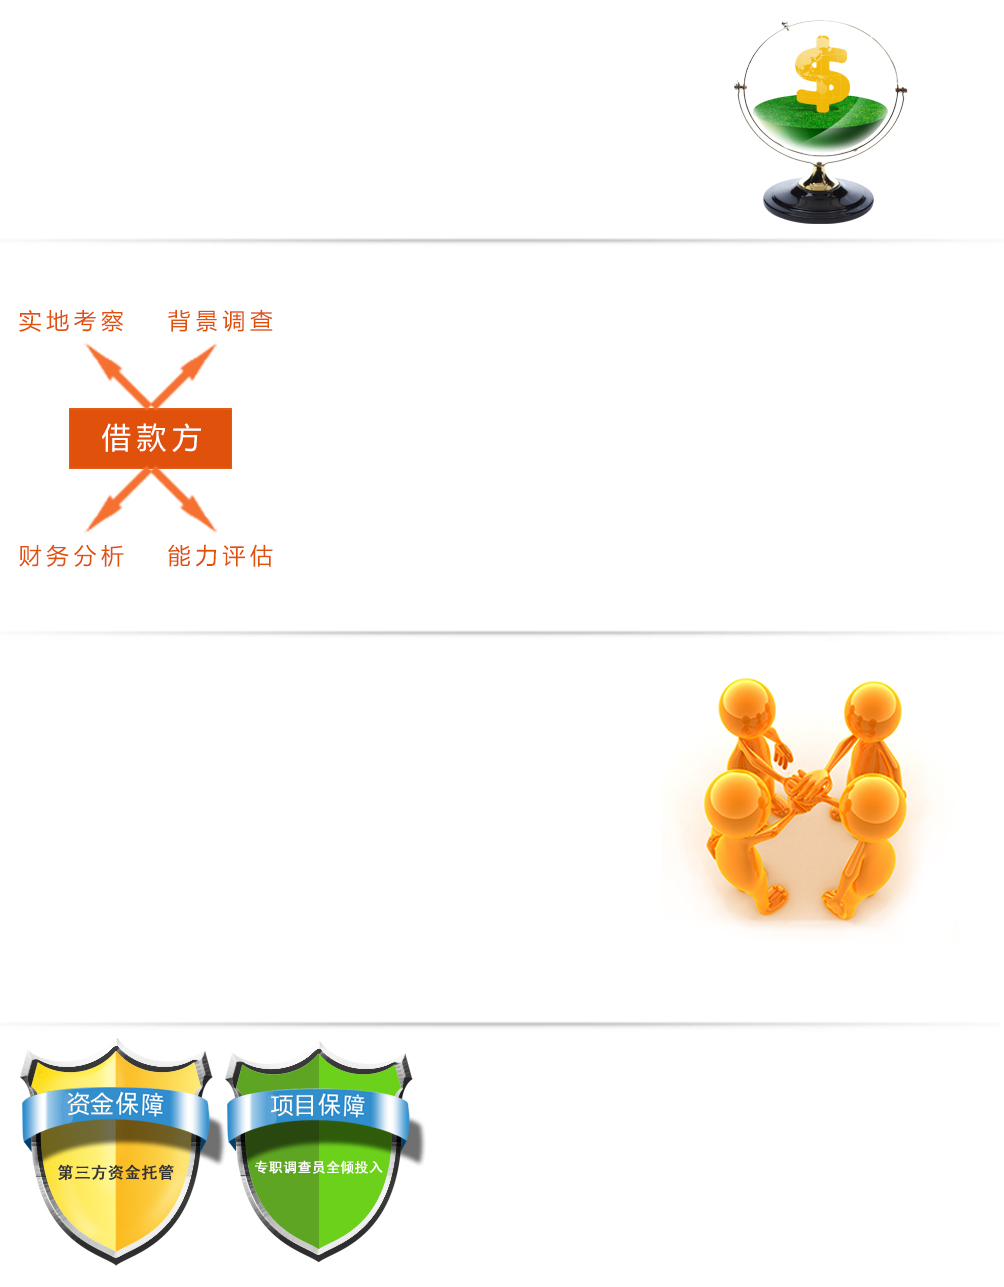 实地考察 背景调查
借款方
财务分析 能力评估
资金保障 项目保障
第三方资金托管 专职调查员全倾投入